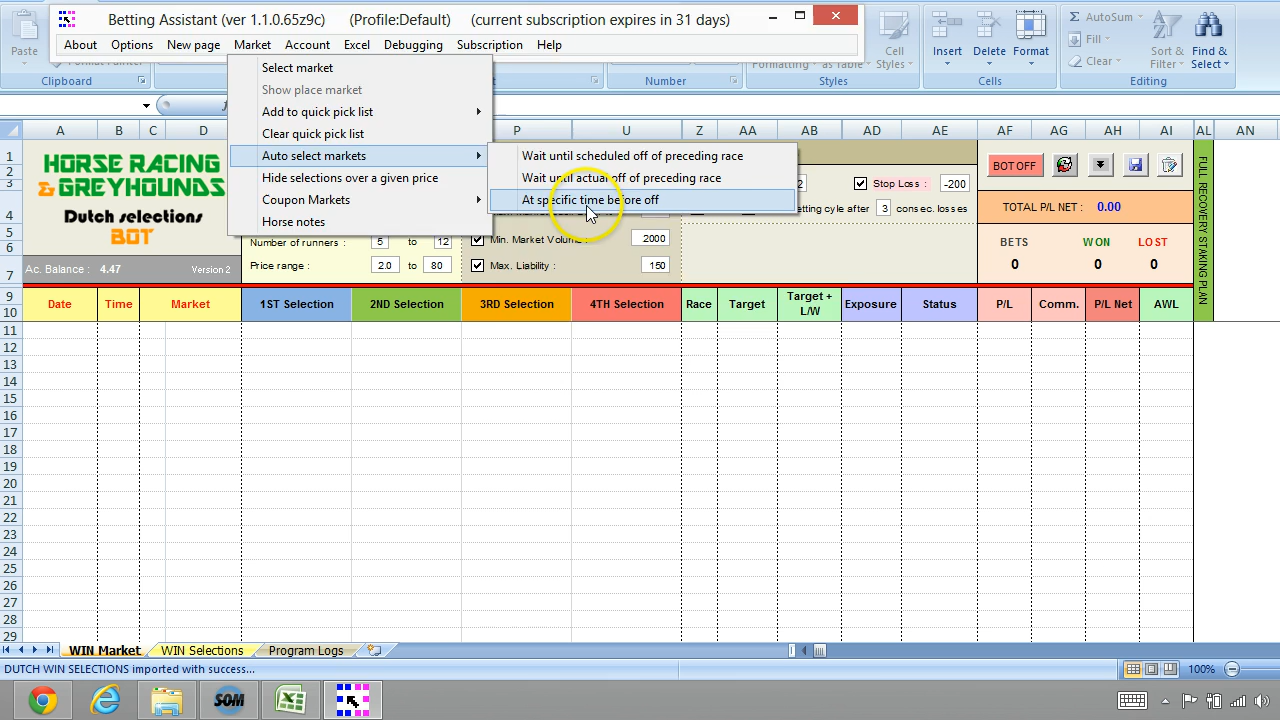 Betting Assistant (ver 1.1.0.65z9c) (Profile:Default) (current subscription expires in 31 days)
About Options New page Market Account Excel Debugging Subscription Help
Paste
Clipboard
Number
Cell Styles
Styles
Insert Delete Format
Cells
AutoSum
Fill
Clear
Sort & Filter
Find & Select
Editing
Select market
Show place market
Add to quick pick list
Clear quick pick list
Auto select markets
Hide selections over a given price
Coupon Markets
Horse notes
Wait until scheduled off of preceding race
Wait until actual off of preceding race
At specific time before off
A B C D P U Z AA AB AD AE AF AG AH AI AL AN
HORSE RACING
& GREYHOUNDS
Dutch selections
BOT
Ac. Balance : 4.47 Version 2
Number of runners : 5 to 12
Price range : 2.0 to 80
Min. Market Volume : 2000
Max. Liability : 150
Stop Loss : -200
3 consec. losses
BOT OFF
TOTAL P/L NET : 0.00
BETS WON LOST
0 0 0
FULL RECOVERY STAKING PLAN
Date Time Market 1ST Selection 2ND Selection 3RD Selection 4TH Selection Race Target Target + L/W Exposure Status P/L Comm. P/L Net AWL
1
2
3
4
5
6
7
9
10
11
12
13
14
15
16
17
18
19
20
21
22
23
24
25
26
27
28
29
WIN Market WIN Selections Program Logs
DUTCH WIN SELECTIONS imported with success... 100%
SOM